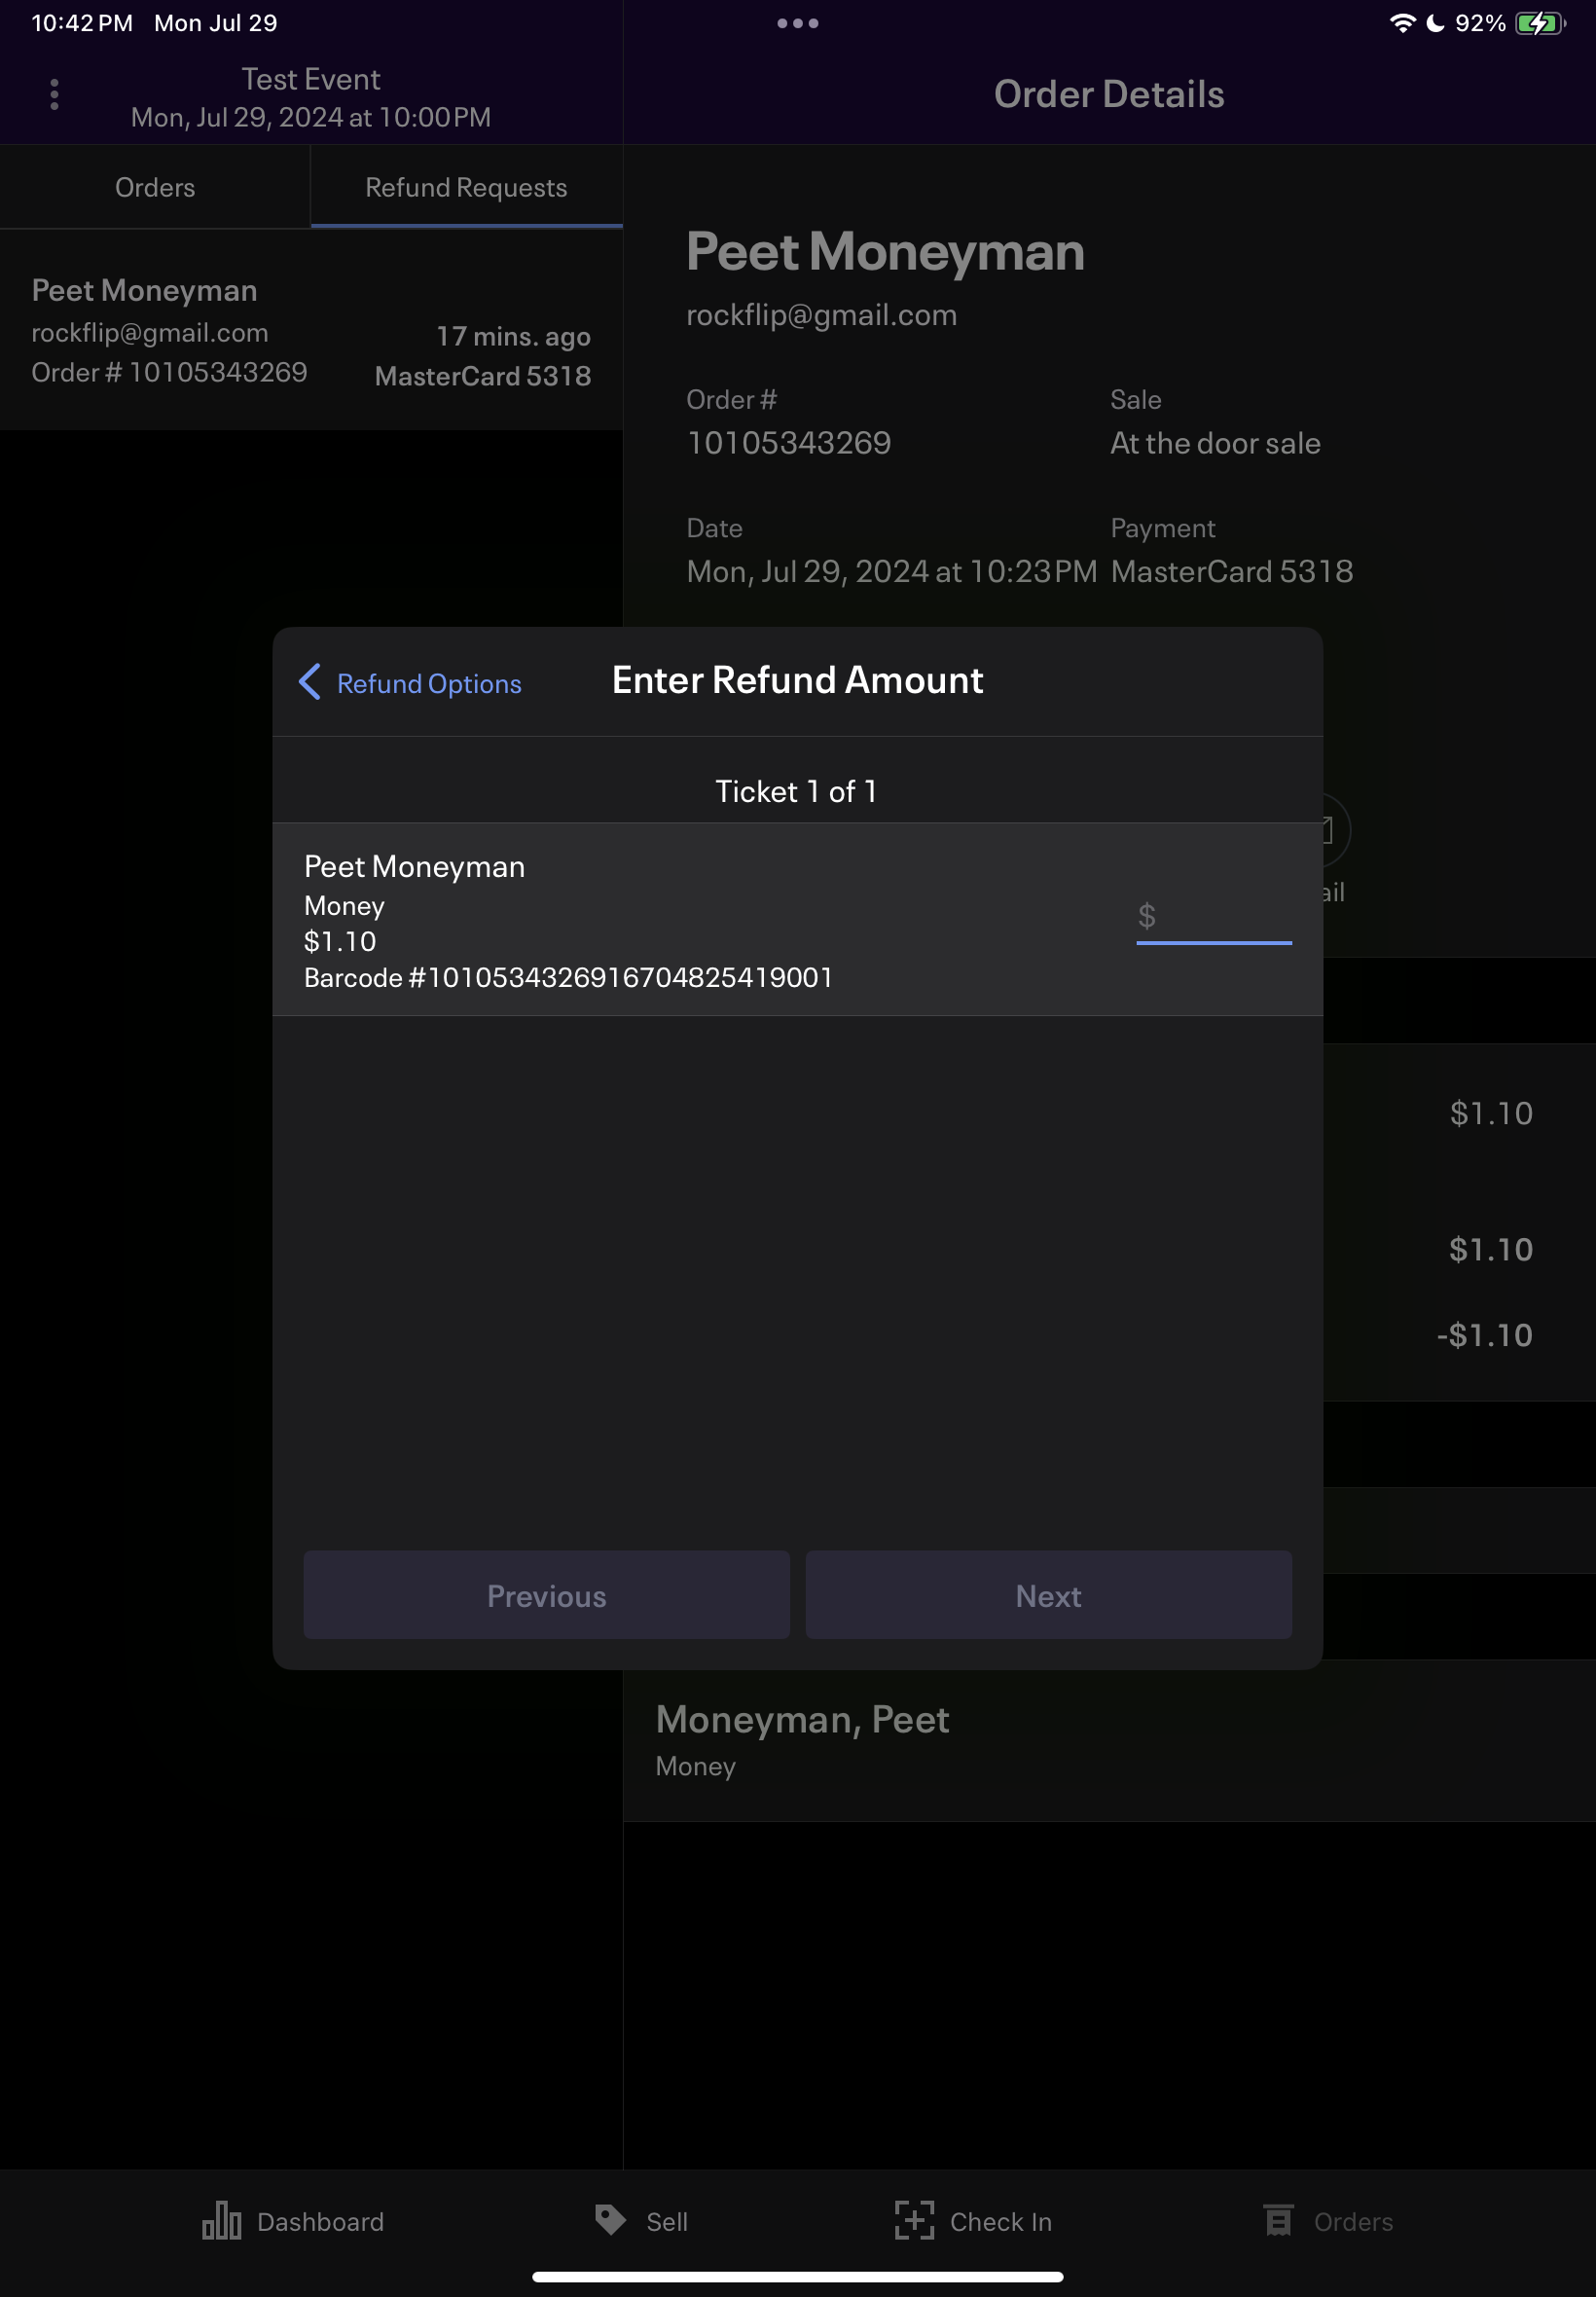 10:42 PM Mon Jul 29
92%
Test Event
Mon, Jul 29, 2024 at 10:00 PM
Order Details
Orders
Refund Requests
Peet Moneyman
rockflip@gmail.com
17 mins. ago
Order # 10105343269
MasterCard 5318
Peet Moneyman
rockflip@gmail.com
Order #
Sale
10105343269
At the door sale
Date
Payment
Mon, Jul 29, 2024 at 10:23 PM
MasterCard 5318
Refund Options
Enter Refund Amount
Ticket 1 of 1
Peet Moneyman
Money
$1.10
$
Barcode #1010534326916704825419001
ail
$1.10
$1.10
-$1.10
Previous
Next
Moneyman, Peet
Money
Dashboard
Sell
Check In
Orders